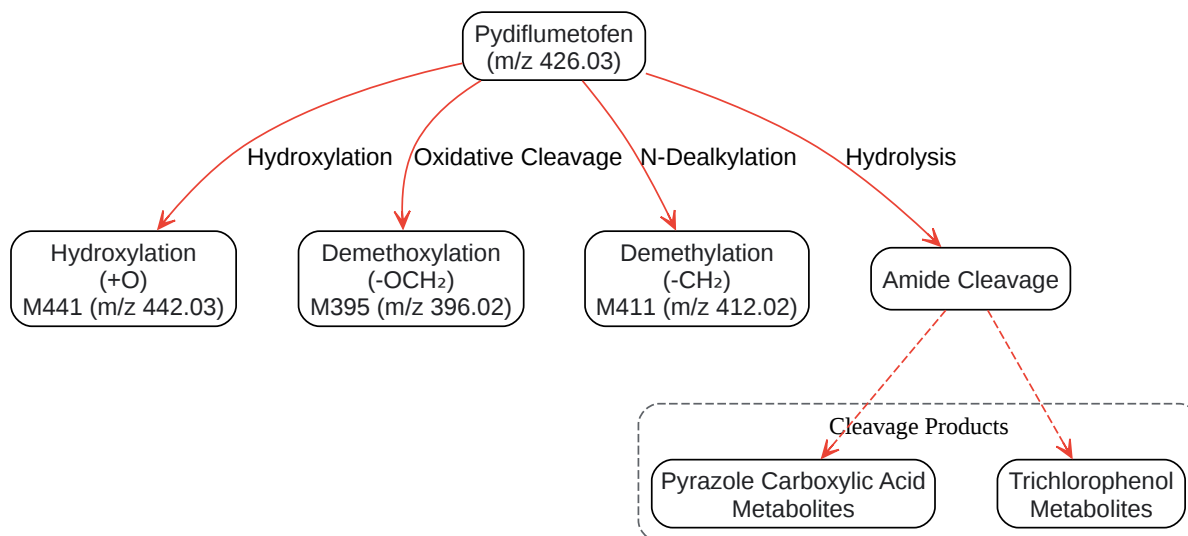 Pydiflumetofen
(m/z 426.03)
Hydroxylation
Oxidative Cleavage
N-Dealkylation
Hydrolysis
Hydroxylation
(+O)
M441 (m/z 442.03)
Demethoxylation
(-OCH₂)
M395 (m/z 396.02)
Demethylation
(-CH₂)
M411 (m/z 412.02)
Amide Cleavage
Cleavage Products
Pyrazole Carboxylic Acid
Metabolites
Trichlorophenol
Metabolites